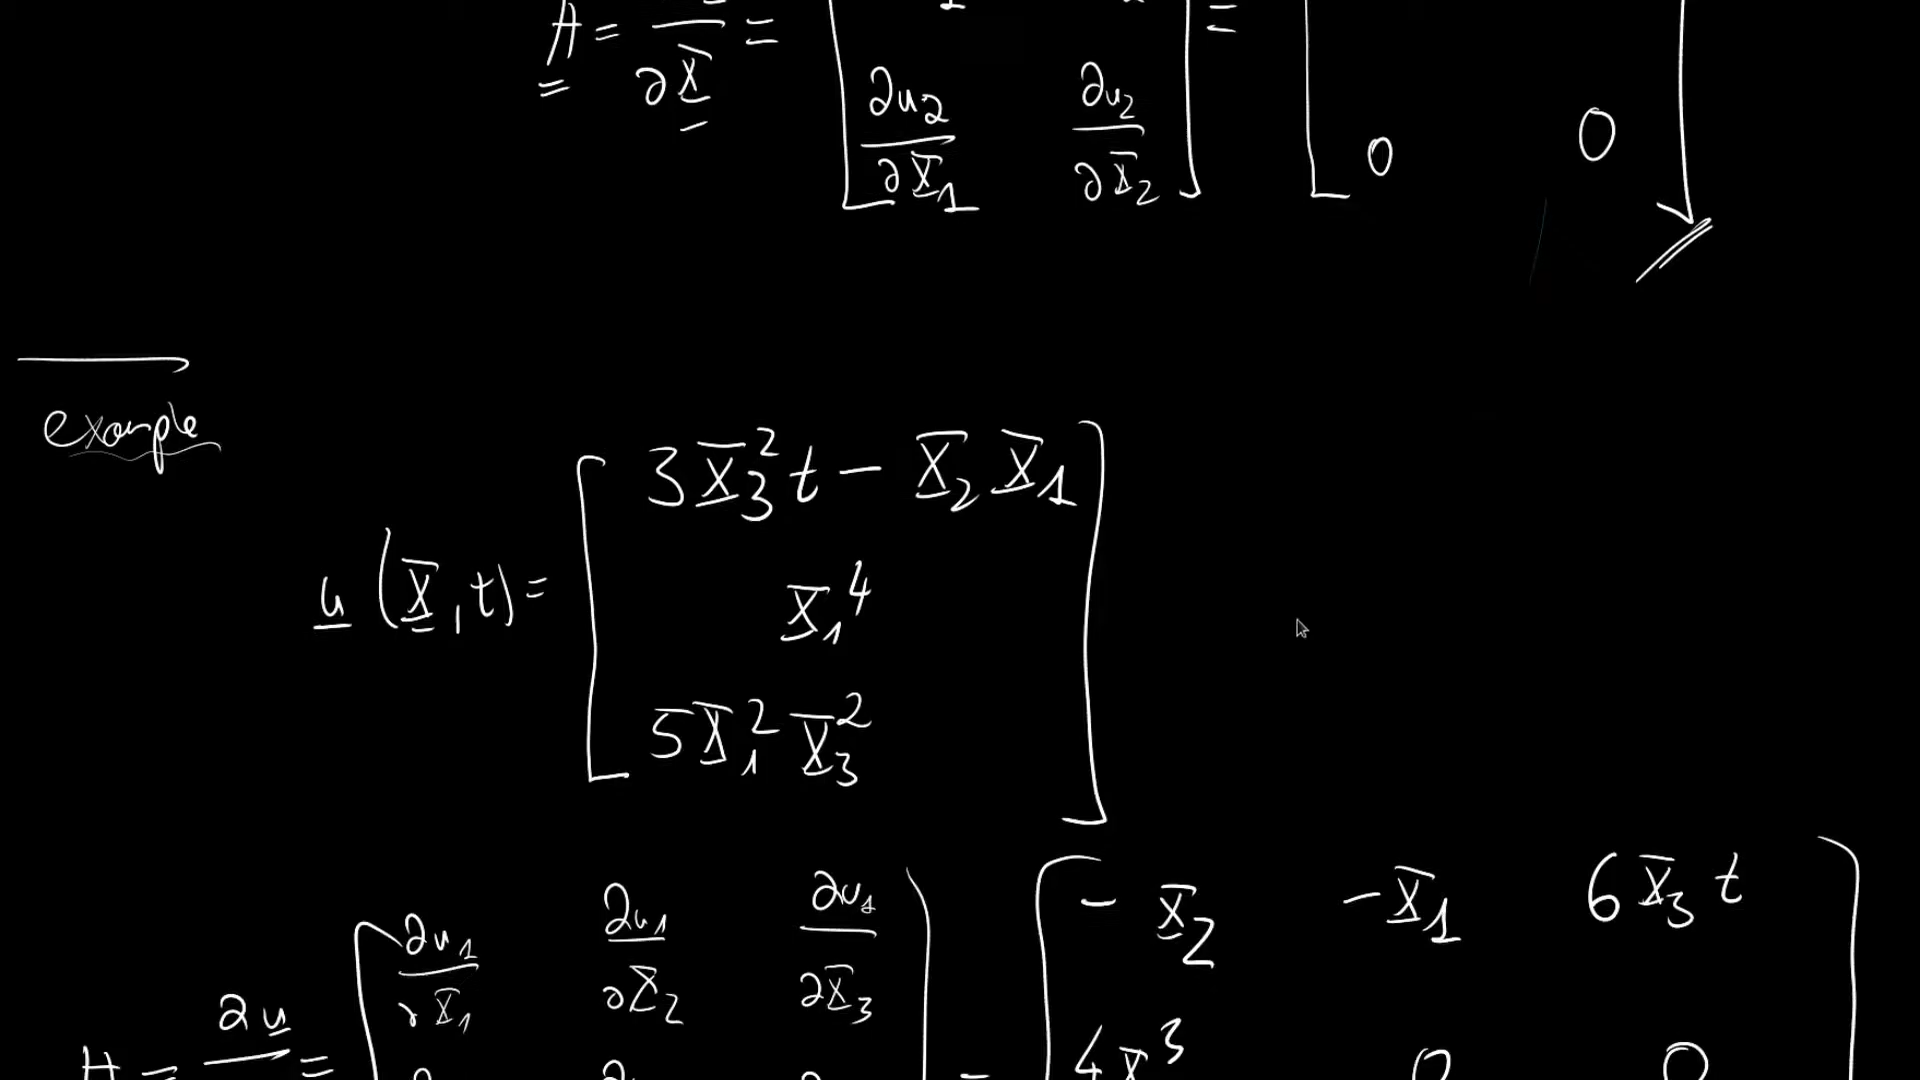 H = ∂X = [ ∂u2/∂X1 ∂u2/∂X2 ] = [ 0 0 ]
example
u(X,t) = [ 3X3²t − X2X1
X1⁴
5X1²X3² ]
[ ∂u1/∂X1 ∂u1/∂X2 ∂u1/∂X3 ] [ −X2 −X1 6X3t ]
H = ∂u = = 4X³ 0 0